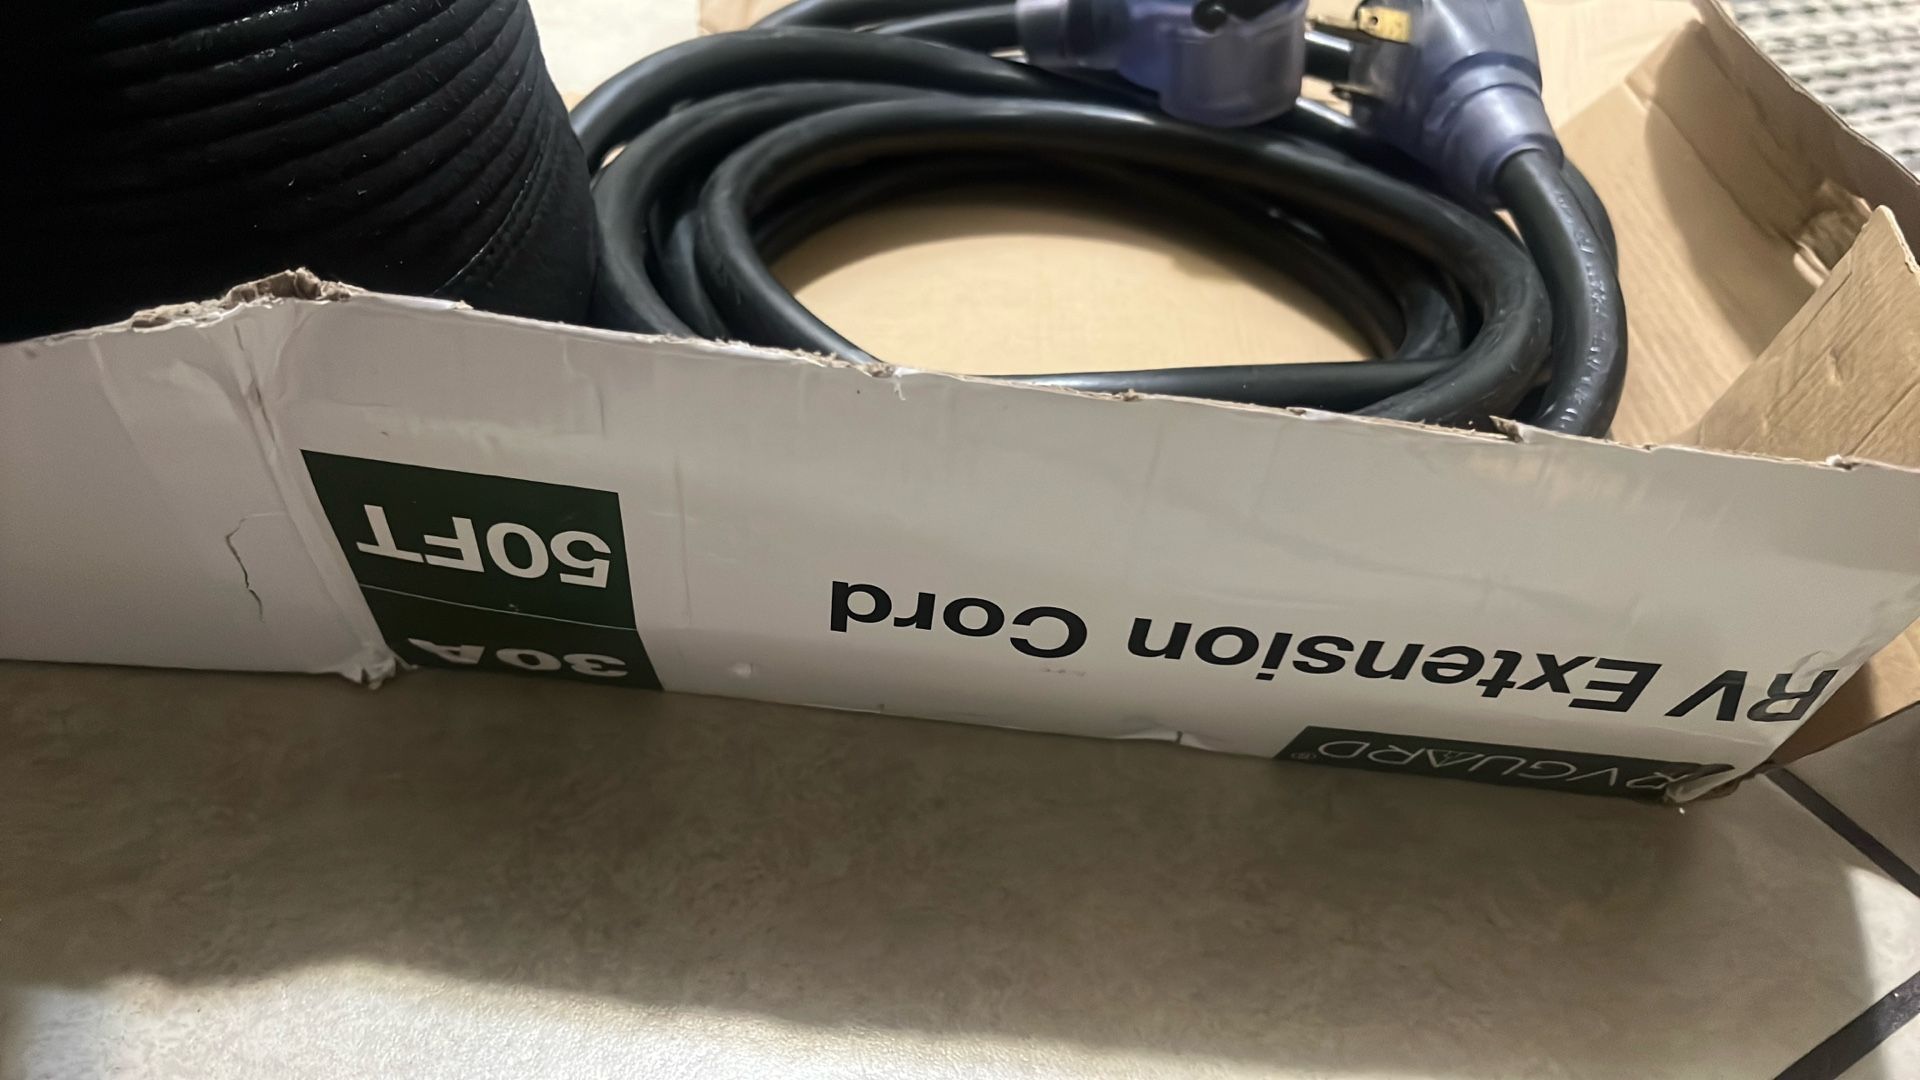 RVGUARD®
RV Extension Cord
30A
50FT